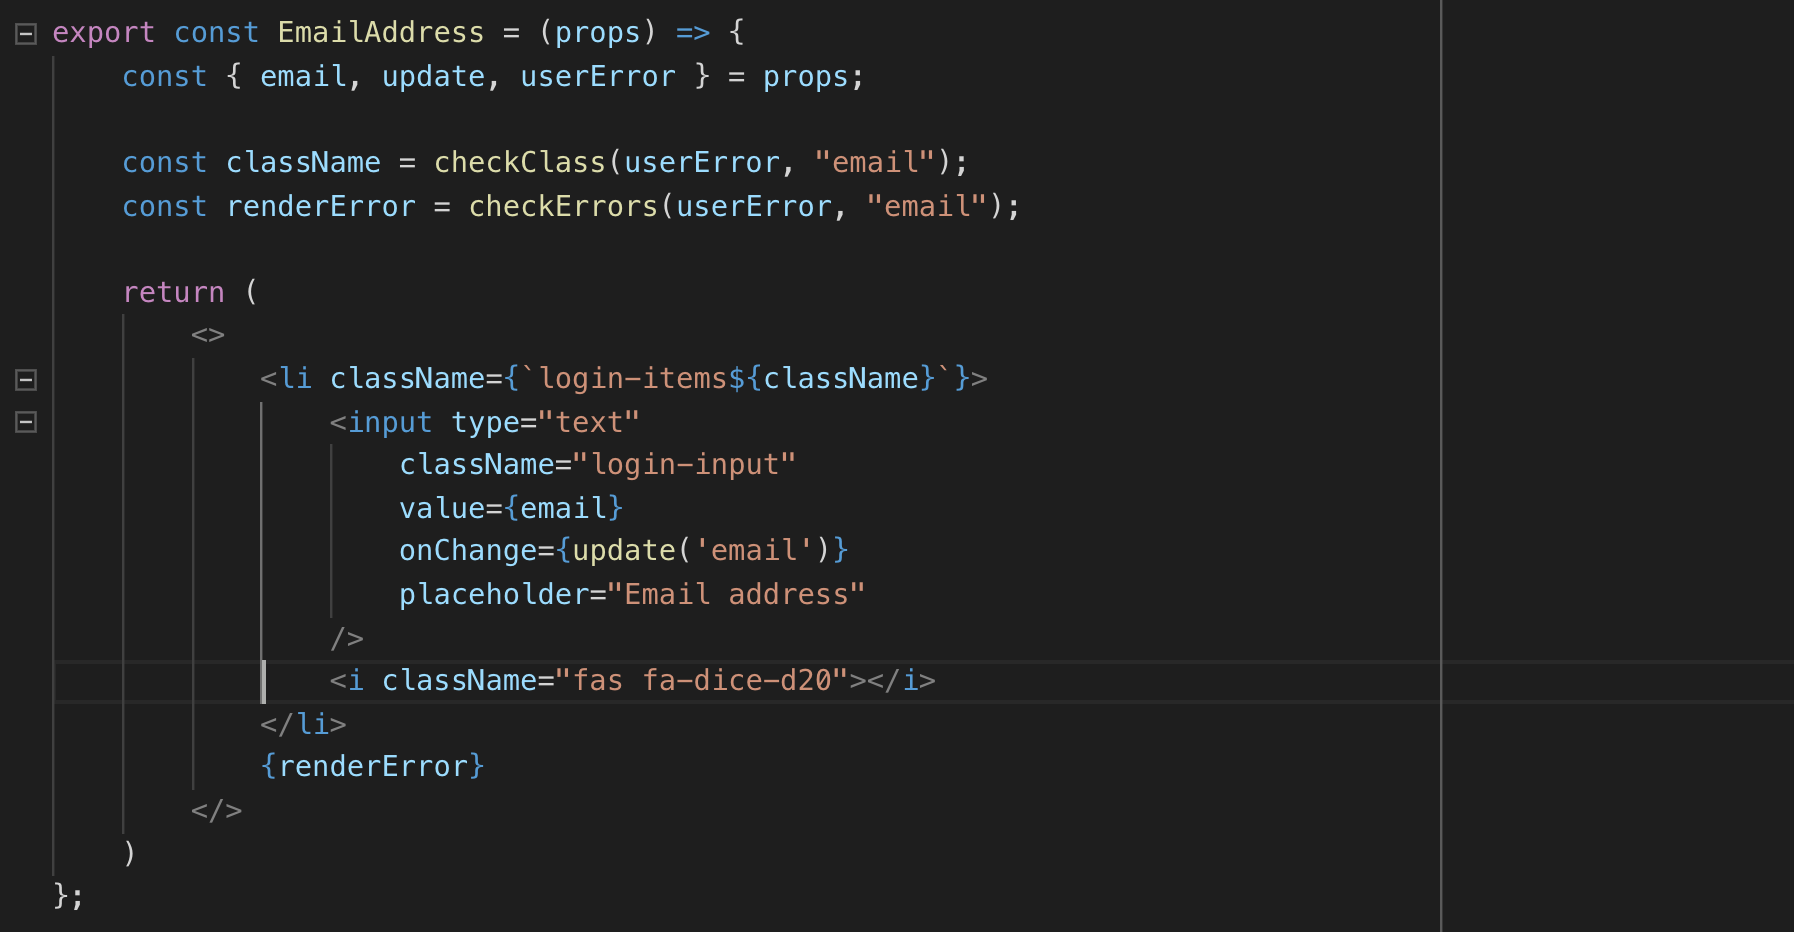 export const EmailAddress = (props) => {
    const { email, update, userError } = props;

    const className = checkClass(userError, "email");
    const renderError = checkErrors(userError, "email");

    return (
        <>
            <li className={`login-items${className}`}>
                <input type="text"
                    className="login-input"
                    value={email}
                    onChange={update('email')}
                    placeholder="Email address"
                />
                <i className="fas fa-dice-d20"></i>
            </li>
            {renderError}
        </>
    )
};